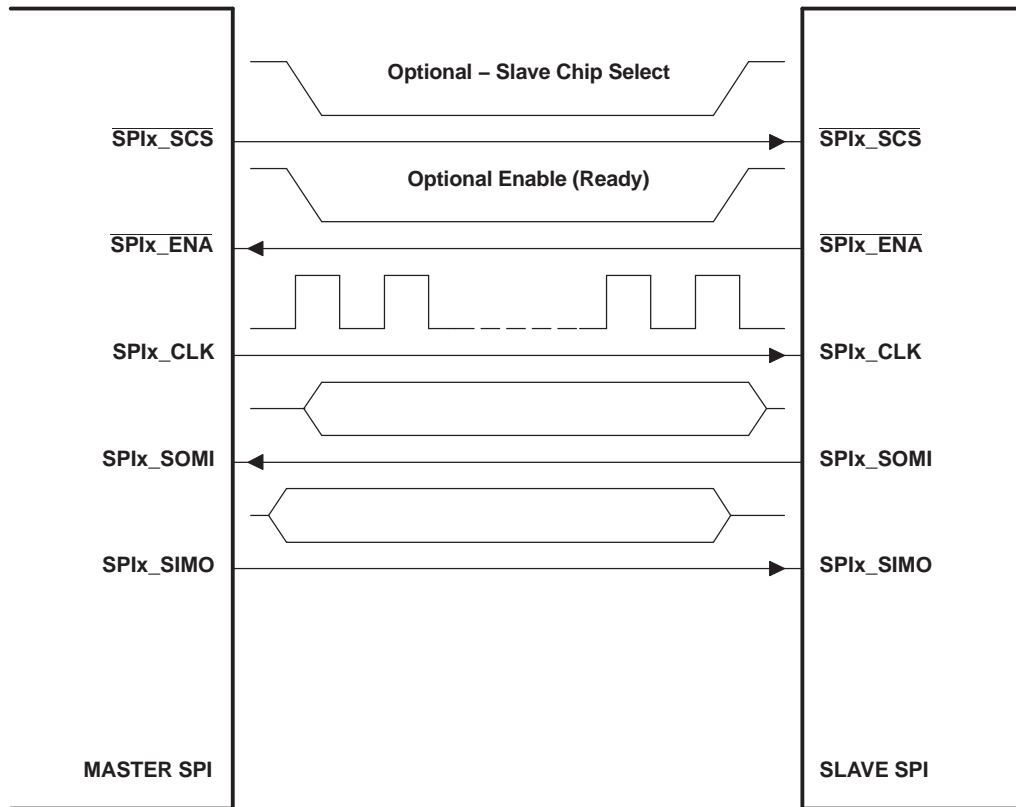 Optional – Slave Chip Select
SPIx_SCS SPIx_SCS
Optional Enable (Ready)
SPIx_ENA SPIx_ENA
SPIx_CLK SPIx_CLK
SPIx_SOMI SPIx_SOMI
SPIx_SIMO SPIx_SIMO
MASTER SPI SLAVE SPI